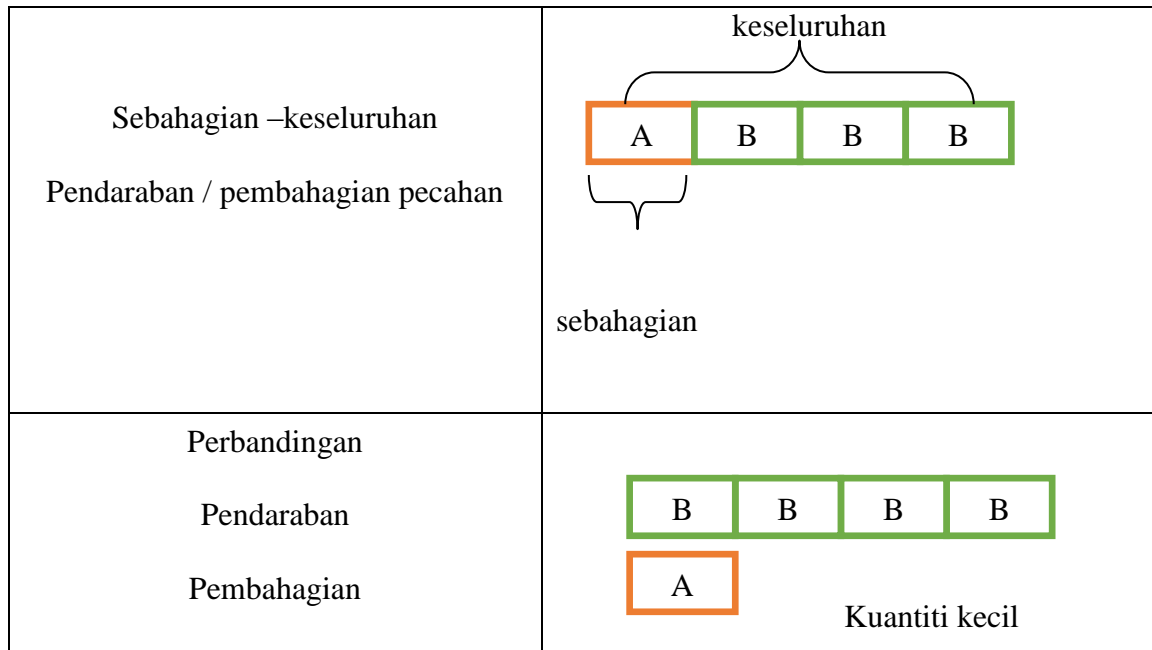 Sebahagian –keseluruhan
Pendaraban / pembahagian pecahan
keseluruhan
A B B B
sebahagian
Perbandingan
Pendaraban
Pembahagian
B B B B
A
Kuantiti kecil